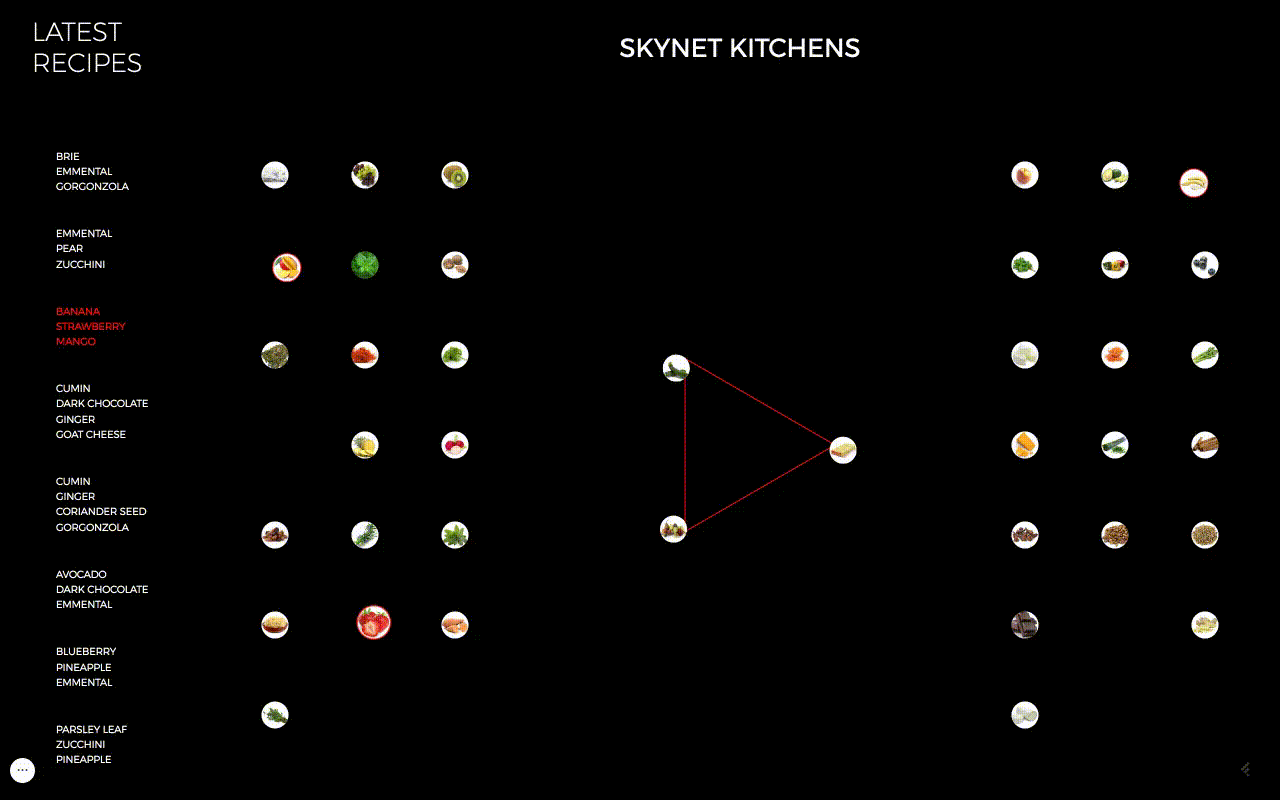 LATEST
RECIPES
SKYNET KITCHENS
BRIE
EMMENTAL
GORGONZOLA
EMMENTAL
PEAR
ZUCCHINI
BANANA
STRAWBERRY
MANGO
CUMIN
DARK CHOCOLATE
GINGER
GOAT CHEESE
CUMIN
GINGER
CORIANDER SEED
GORGONZOLA
AVOCADO
DARK CHOCOLATE
EMMENTAL
BLUEBERRY
PINEAPPLE
EMMENTAL
PARSLEY LEAF
ZUCCHINI
PINEAPPLE